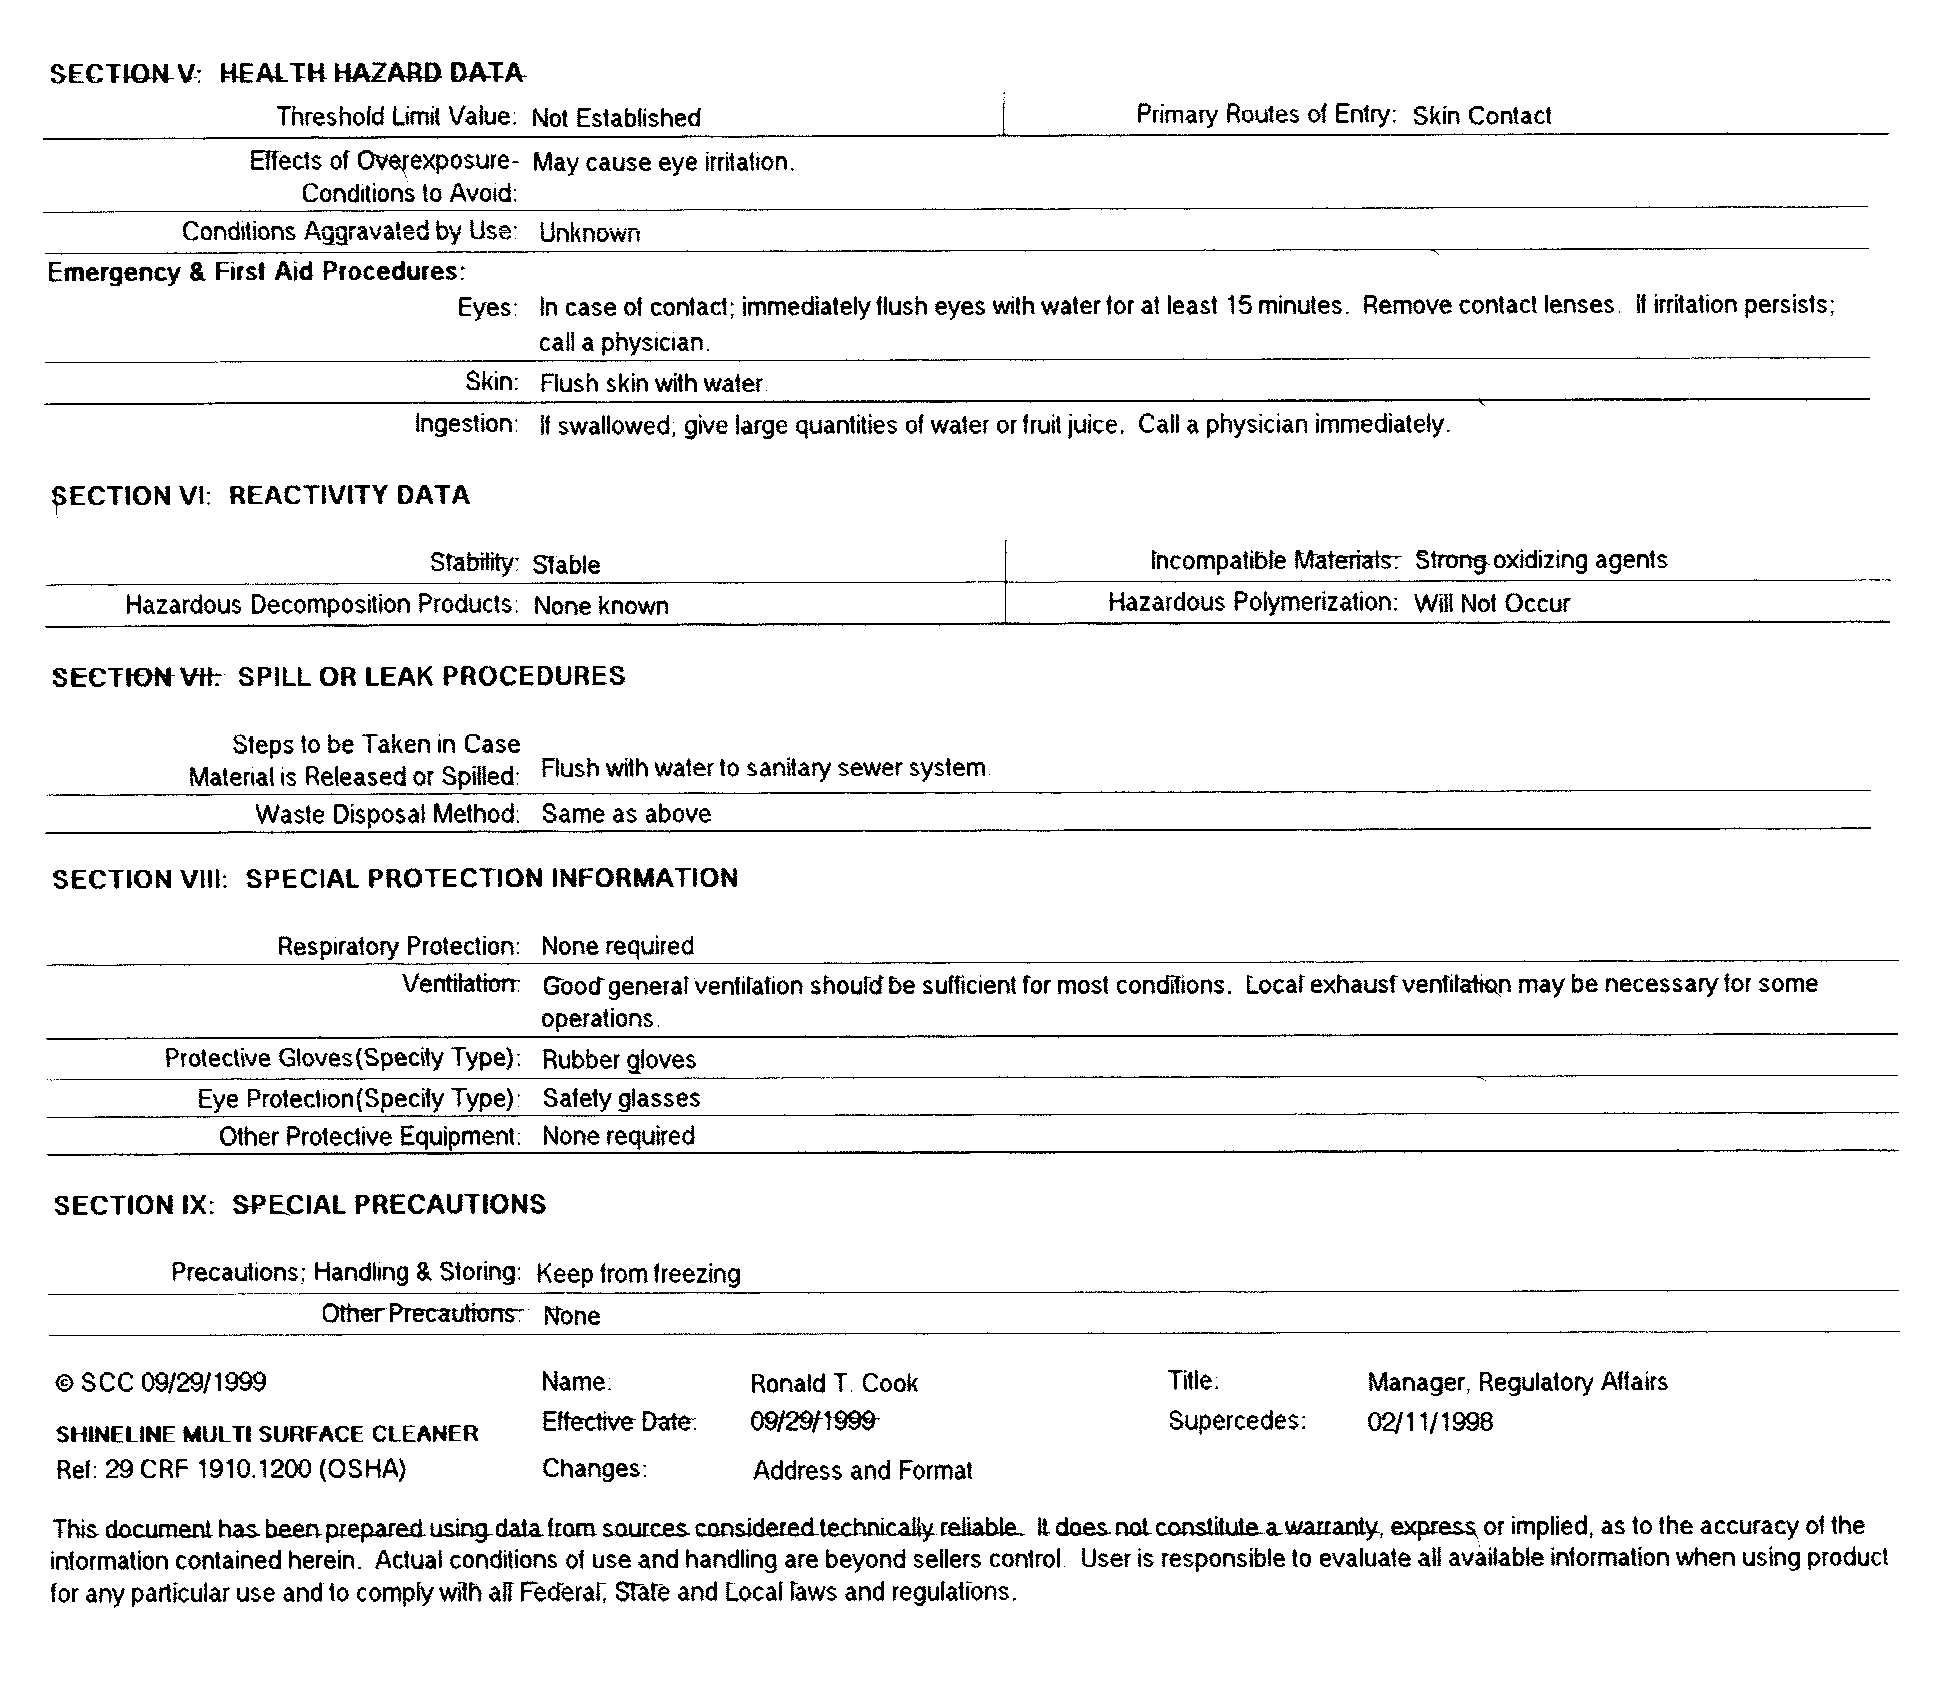 SECTION V: HEALTH HAZARD DATA
Threshold Limit Value: Not Established Primary Routes of Entry: Skin Contact
Effects of Overexposure- May cause eye irritation.
Conditions to Avoid:
Conditions Aggravated by Use: Unknown
Emergency & First Aid Procedures:
Eyes: In case of contact; immediately flush eyes with water for at least 15 minutes. Remove contact lenses. If irritation persists;
call a physician.
Skin: Flush skin with water.
Ingestion: If swallowed; give large quantities of water or fruit juice. Call a physician immediately.
SECTION VI: REACTIVITY DATA
Stability: Stable Incompatible Materials: Strong oxidizing agents
Hazardous Decomposition Products: None known Hazardous Polymerization: Will Not Occur
SECTION VII: SPILL OR LEAK PROCEDURES
Steps to be Taken in Case
Material is Released or Spilled: Flush with water to sanitary sewer system.
Waste Disposal Method: Same as above
SECTION VIII: SPECIAL PROTECTION INFORMATION
Respiratory Protection: None required
Ventilation: Good general ventilation should be sufficient for most conditions. Local exhaust ventilation may be necessary for some
operations.
Protective Gloves(Specify Type): Rubber gloves
Eye Protection(Specify Type): Safety glasses
Other Protective Equipment: None required
SECTION IX: SPECIAL PRECAUTIONS
Precautions; Handling & Storing: Keep from freezing
Other Precautions: None
© SCC 09/29/1999 Name: Ronald T. Cook Title: Manager, Regulatory Affairs
Effective Date: 09/29/1999 Supercedes: 02/11/1998
SHINELINE MULTI SURFACE CLEANER
Ref: 29 CRF 1910.1200 (OSHA) Changes: Address and Format
This document has been prepared using data from sources considered technically reliable. It does not constitute a warranty, express or implied, as to the accuracy of the
information contained herein. Actual conditions of use and handling are beyond sellers control. User is responsible to evaluate all available information when using product
for any particular use and to comply with all Federal, State and Local laws and regulations.